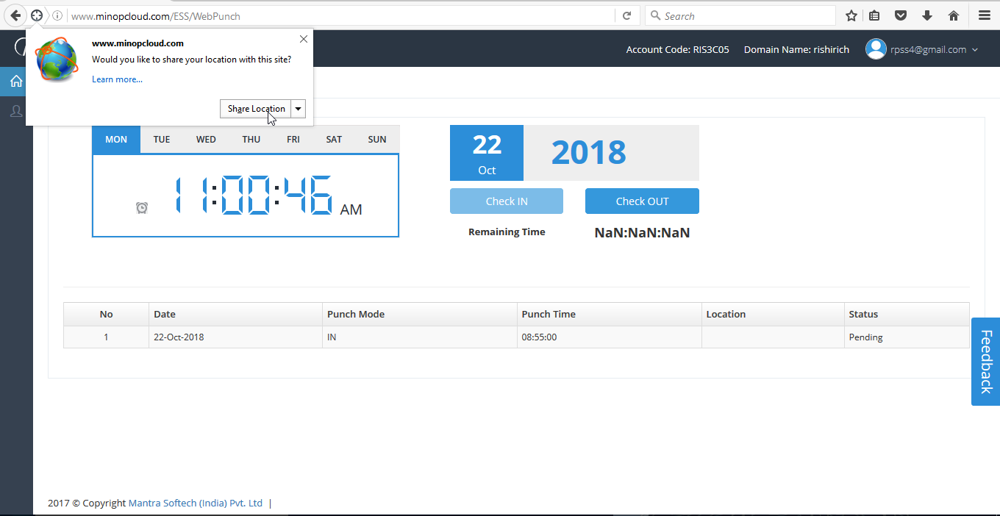 www.minopcloud.com/ESS/WebPunch
Search
www.minopcloud.com
Would you like to share your location with this site?
Learn more...
Share Location
Account Code: RIS3C05 Domain Name: rishirich rpss4@gmail.com
MON TUE WED THU FRI SAT SUN
11:00:46 AM
22
Oct
2018
Check IN Check OUT
Remaining Time NaN:NaN:NaN
No Date Punch Mode Punch Time Location Status
1 22-Oct-2018 IN 08:55:00 Pending
Feedback
2017 © Copyright Mantra Softech (India) Pvt. Ltd |